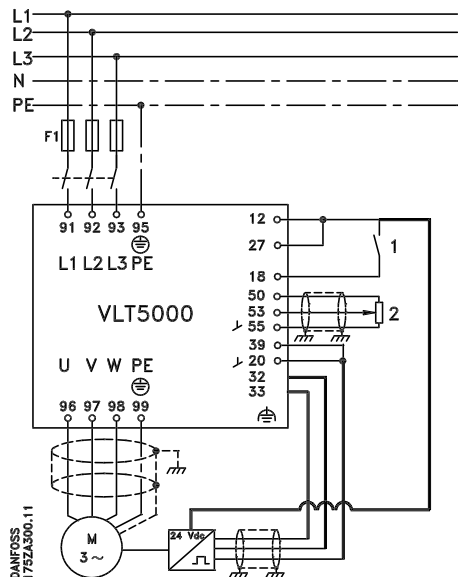 L1
L2
L3
N
PE
F1
91 92 93 95
L1 L2 L3 PE
VLT5000
U V W PE
96 97 98 99
12
27
18
50
53
55
39
20
32
33
1
2
M
3~
24 Vdc
DANFOSS
175ZA300.11